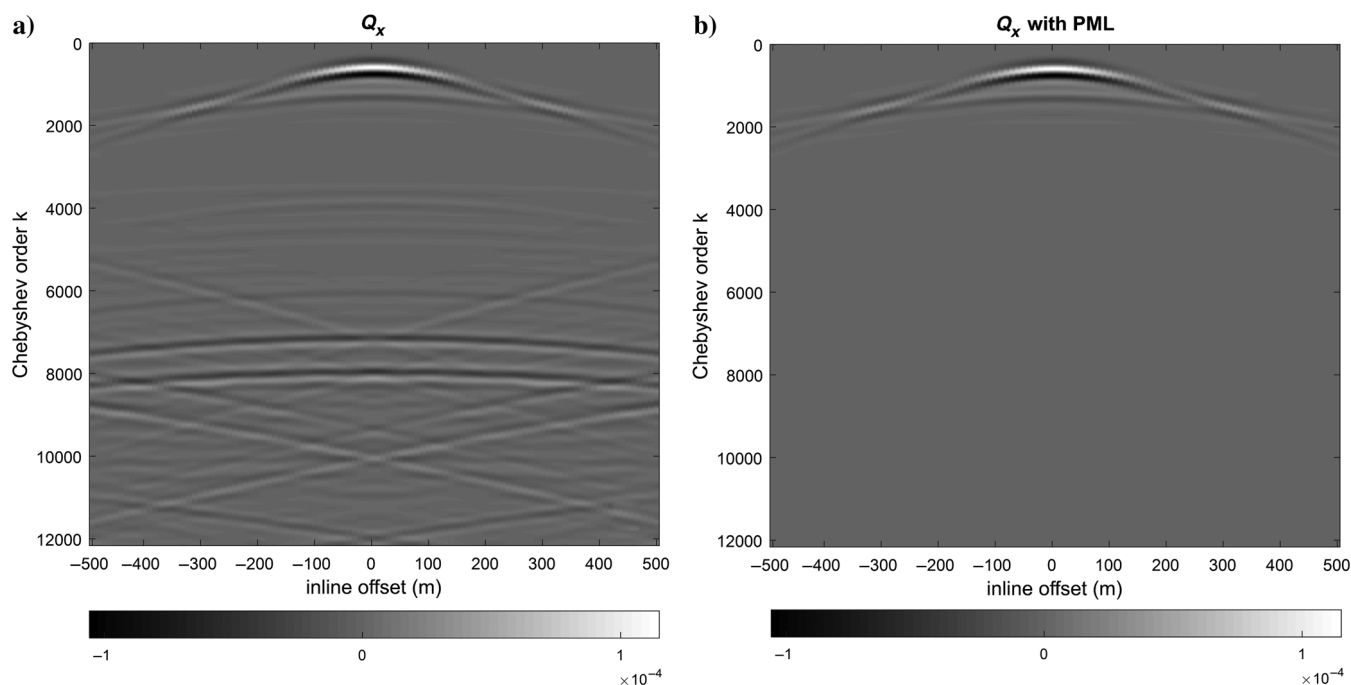 a)
Qx
Chebyshev order k
0
2000
4000
6000
8000
10000
12000
–500 –400 –300 –200 –100 0 100 200 300 400 500
inline offset (m)
–1 0 1
×10⁻⁴
b)
Qx with PML
Chebyshev order k
0
2000
4000
6000
8000
10000
12000
–500 –400 –300 –200 –100 0 100 200 300 400 500
inline offset (m)
–1 0 1
×10⁻⁴